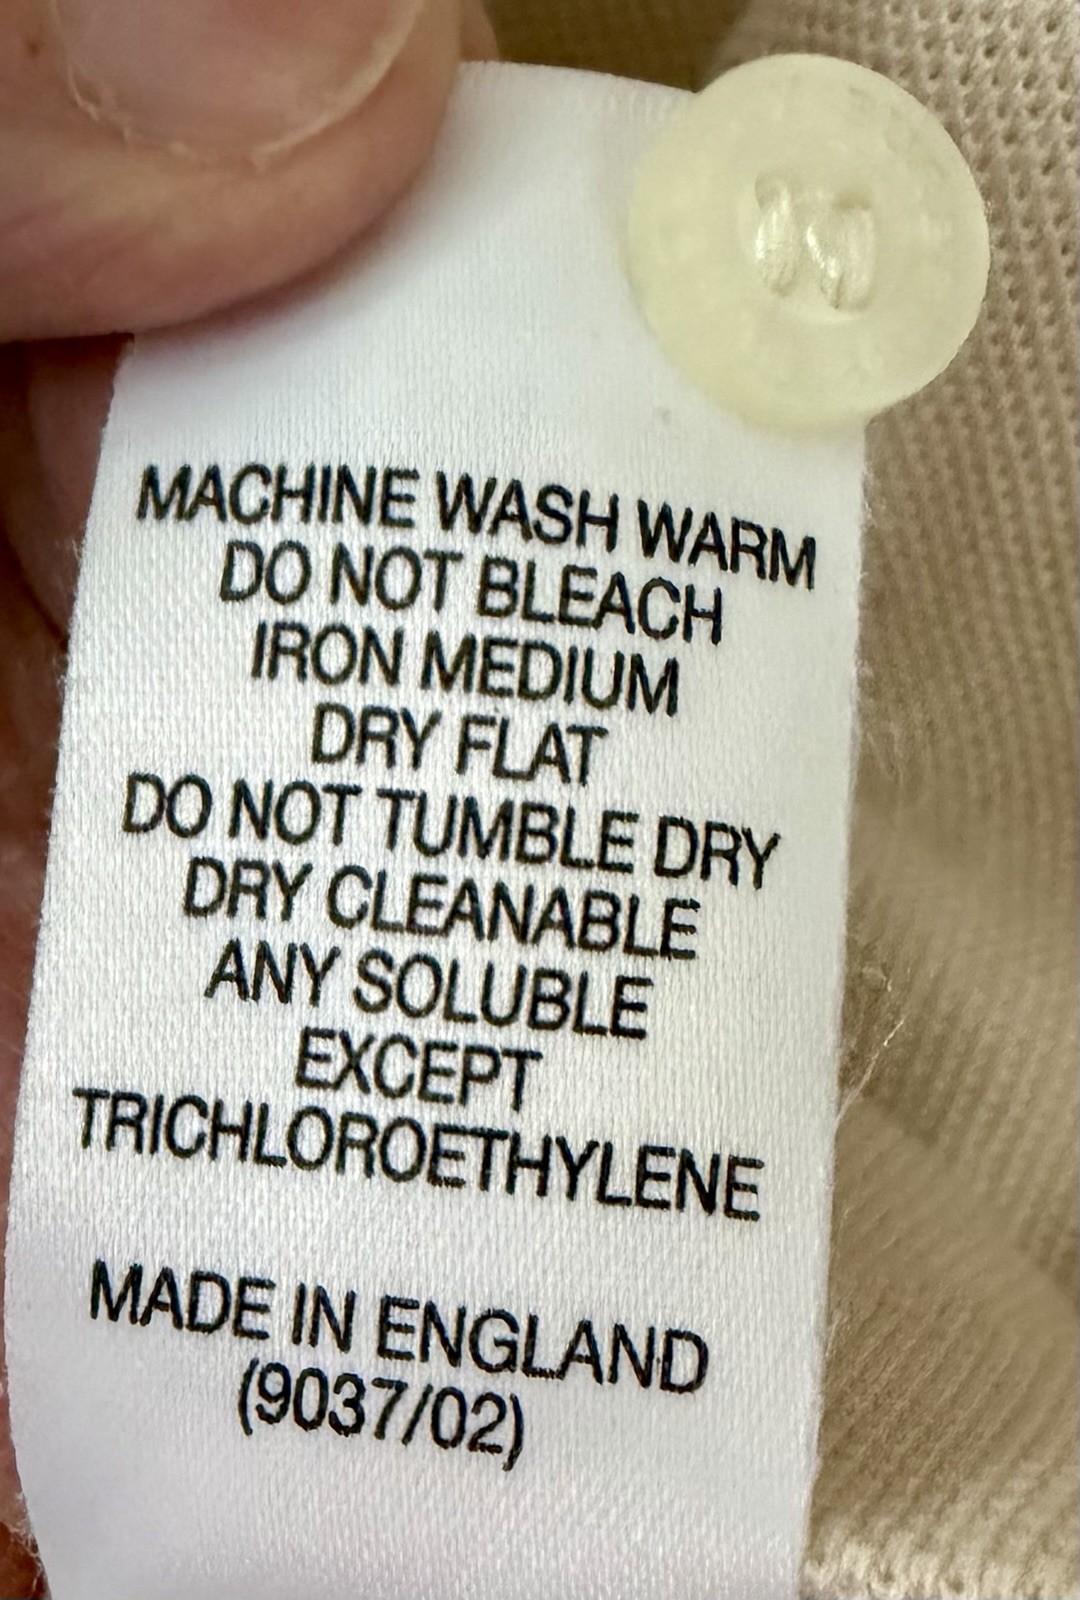 MACHINE WASH WARM
DO NOT BLEACH
IRON MEDIUM
DRY FLAT
DO NOT TUMBLE DRY
DRY CLEANABLE
ANY SOLUBLE
EXCEPT
TRICHLOROETHYLENE
MADE IN ENGLAND
(9037/02)